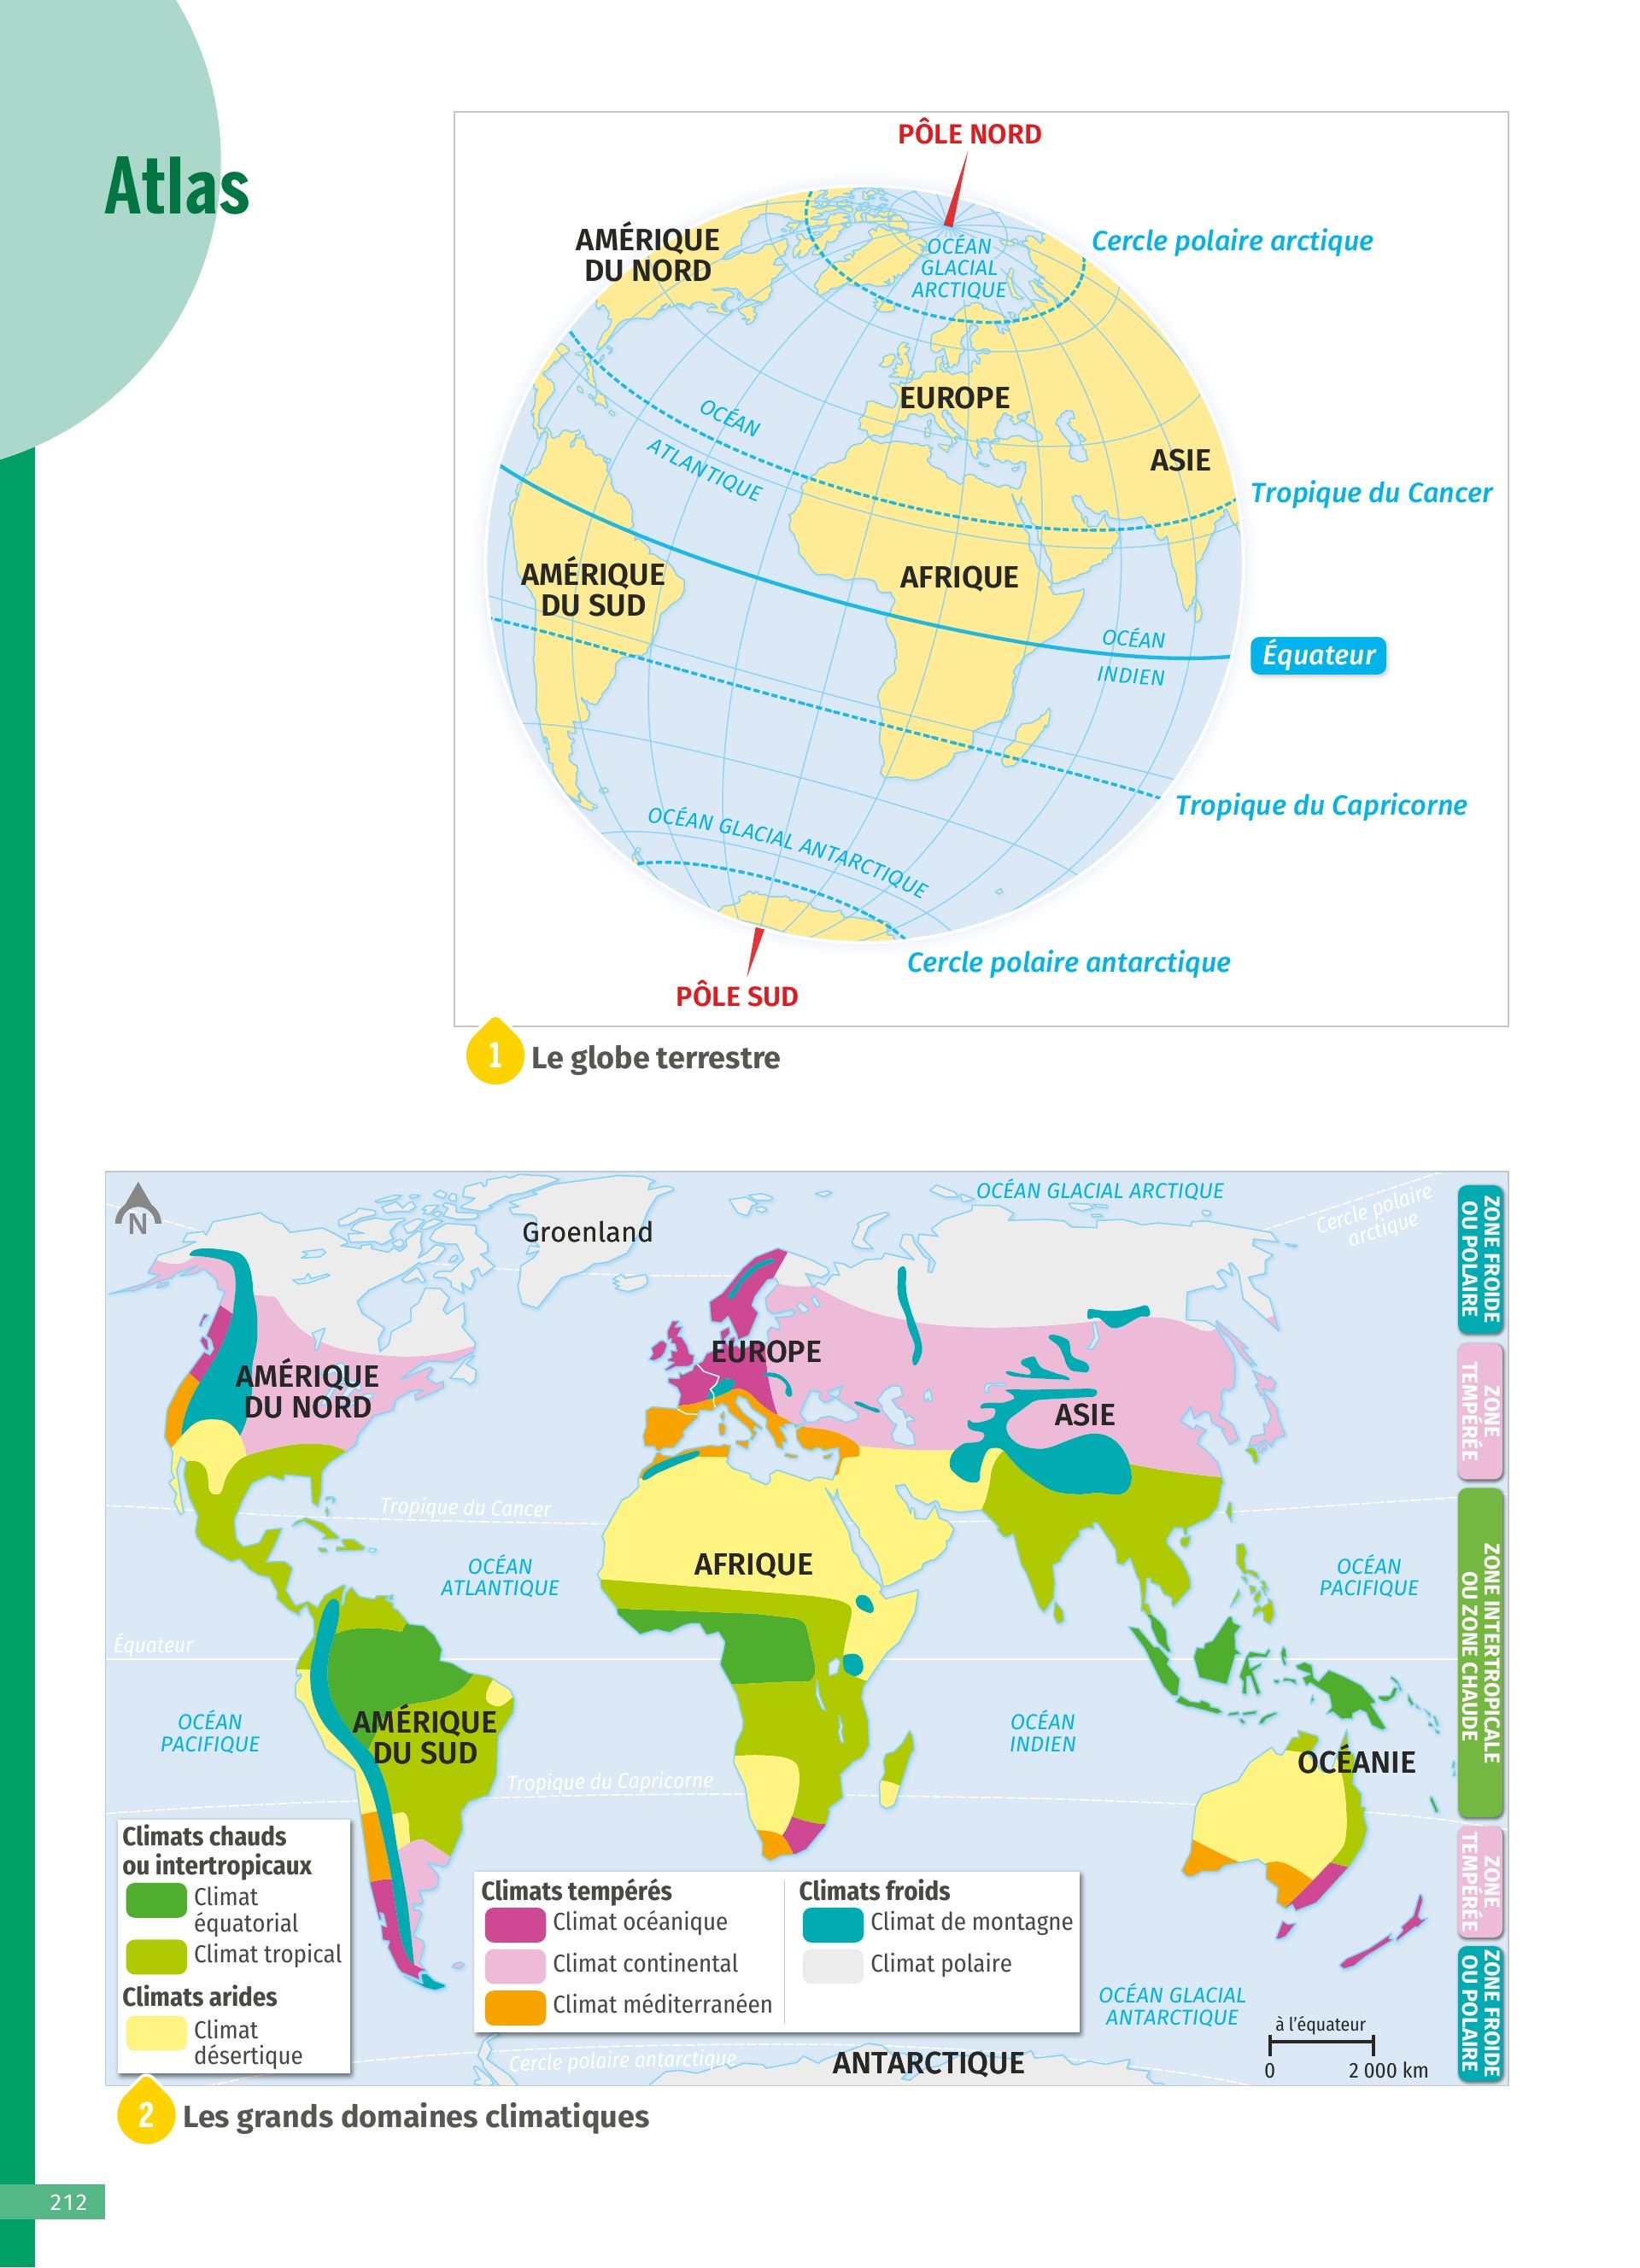 Atlas
PÔLE NORD
AMÉRIQUE
DU NORD
OCÉAN
GLACIAL
ARCTIQUE
Cercle polaire arctique
EUROPE
OCÉAN
ATLANTIQUE
ASIE
Tropique du Cancer
AMÉRIQUE
DU SUD
AFRIQUE
OCÉAN
INDIEN
Équateur
Tropique du Capricorne
OCÉAN GLACIAL ANTARCTIQUE
Cercle polaire antarctique
PÔLE SUD
1 Le globe terrestre
N
Groenland
OCÉAN GLACIAL ARCTIQUE
Cercle polaire
arctique
ZONE FROIDE
OU POLAIRE
EUROPE
AMÉRIQUE
DU NORD
ASIE
ZONE
TEMPÉRÉE
Tropique du Cancer
OCÉAN
ATLANTIQUE
AFRIQUE
OCÉAN
PACIFIQUE
ZONE INTERTROPICALE
OU ZONE CHAUDE
Équateur
OCÉAN
PACIFIQUE
AMÉRIQUE
DU SUD
OCÉAN
INDIEN
OCÉANIE
Tropique du Capricorne
ZONE
TEMPÉRÉE
Climats chauds
ou intertropicaux
Climat
équatorial
Climat tropical
Climats arides
Climat
désertique
Climats tempérés
Climat océanique
Climat continental
Climat méditerranéen
Climats froids
Climat de montagne
Climat polaire
OCÉAN GLACIAL
ANTARCTIQUE
ZONE FROIDE
OU POLAIRE
à l'équateur
0 2 000 km
Cercle polaire antarctique
ANTARCTIQUE
2 Les grands domaines climatiques
212